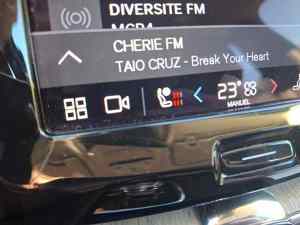 DIVERSITE FM
CHERIE FM
TAIO CRUZ - Break Your Heart
23°
MANUEL